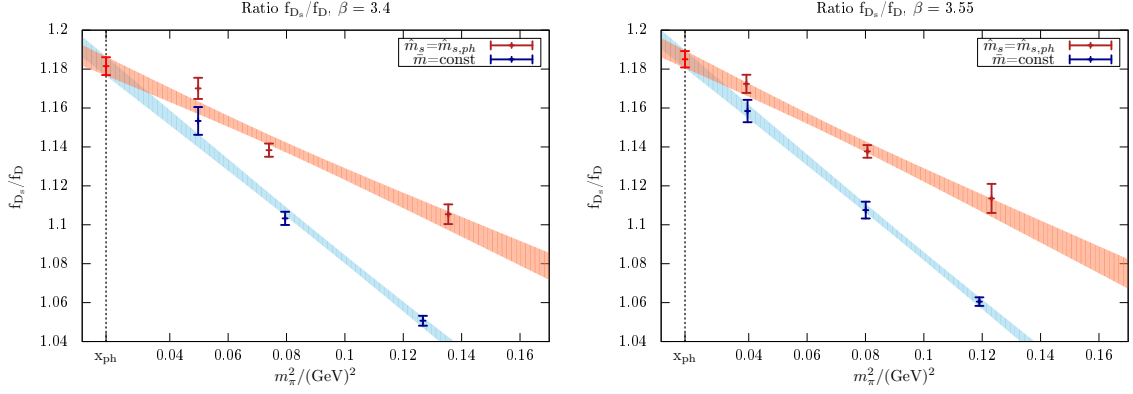 Ratio f_{D_s}/f_D, β = 3.4
m̂_s=m̂_{s,ph}
m̄=const
f_{D_s}/f_D
1.2
1.18
1.16
1.14
1.12
1.1
1.08
1.06
1.04
x_ph 0.04 0.06 0.08 0.1 0.12 0.14 0.16
m_π^2/(GeV)^2
Ratio f_{D_s}/f_D, β = 3.55
m̂_s=m̂_{s,ph}
m̄=const
f_{D_s}/f_D
1.2
1.18
1.16
1.14
1.12
1.1
1.08
1.06
1.04
x_ph 0.04 0.06 0.08 0.1 0.12 0.14 0.16
m_π^2/(GeV)^2